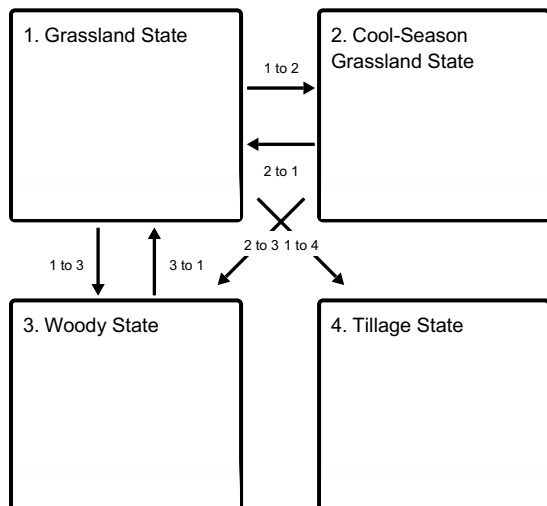 1. Grassland State
2. Cool-Season
Grassland State
1 to 2
2 to 1
2 to 3
1 to 4
1 to 3
3 to 1
3. Woody State
4. Tillage State